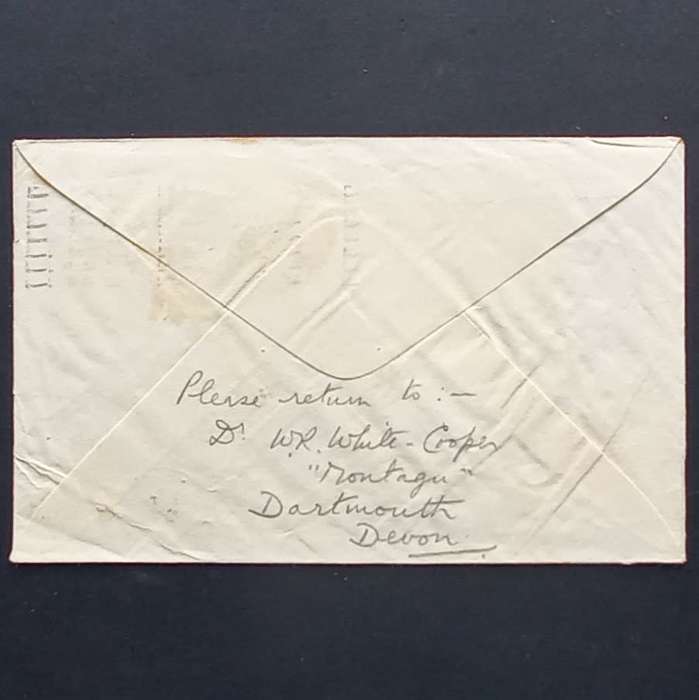 Please return to :—
Dr W.R. White-Cooper
"Montagu"
Dartmouth
Devon.